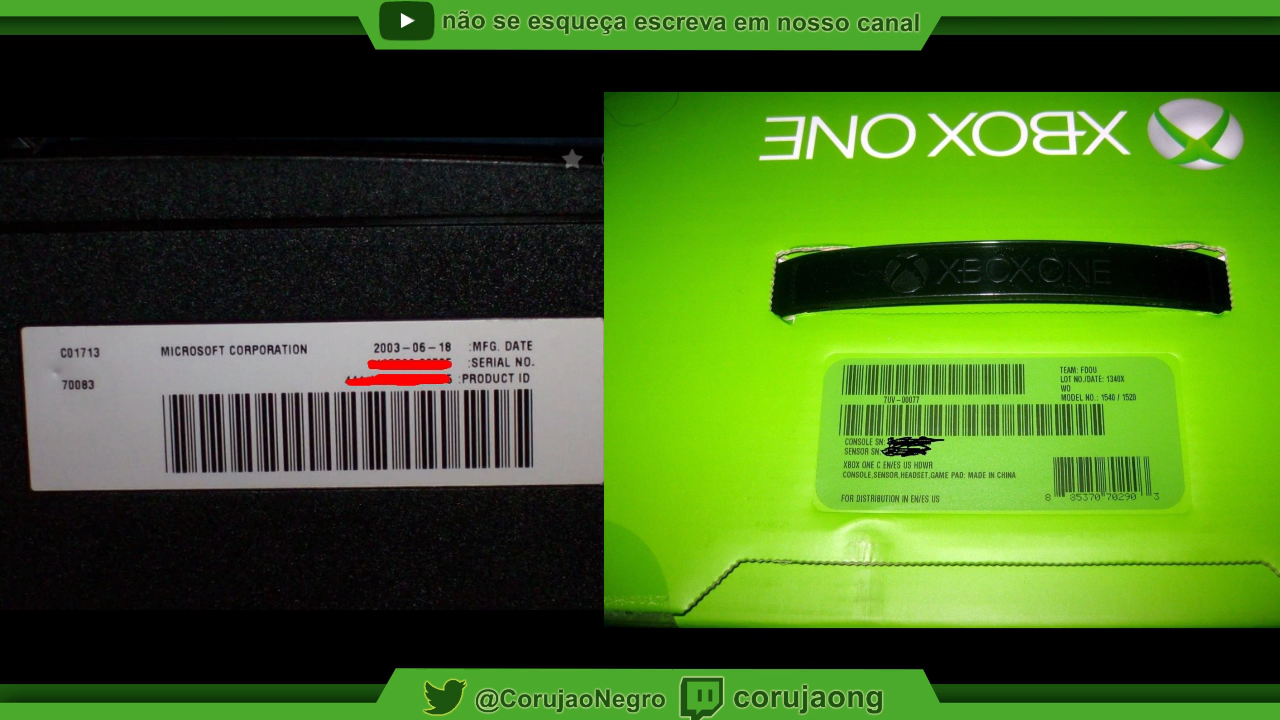 não se esqueça escreva em nosso canal
XBOX ONE
XBOX ONE
C01713
MICROSOFT CORPORATION
2003-06-18 :MFG. DATE
:SERIAL NO.
:PRODUCT ID
70083
TEAM: FDOU
LOT NO./DATE: 1340X
WO
MODEL NO.: 1540 / 1520
7UV-00077
CONSOLE SN:
SENSOR SN:
XBOX ONE C EN/ES US HDWR
CONSOLE,SENSOR,HEADSET,GAME PAD: MADE IN CHINA
FOR DISTRIBUTION IN EN/ES US
8 85370 70290 3
@CorujaoNegro
corujaong